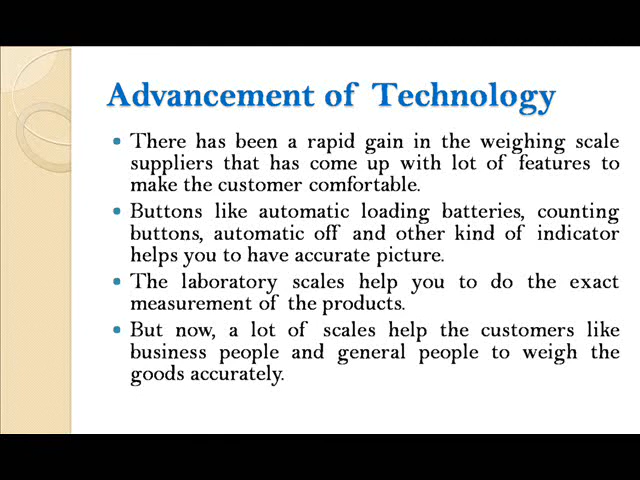 Advancement of Technology
• There has been a rapid gain in the weighing scale
suppliers that has come up with lot of features to
make the customer comfortable.
• Buttons like automatic loading batteries, counting
buttons, automatic off and other kind of indicator
helps you to have accurate picture.
• The laboratory scales help you to do the exact
measurement of the products.
• But now, a lot of scales help the customers like
business people and general people to weigh the
goods accurately.